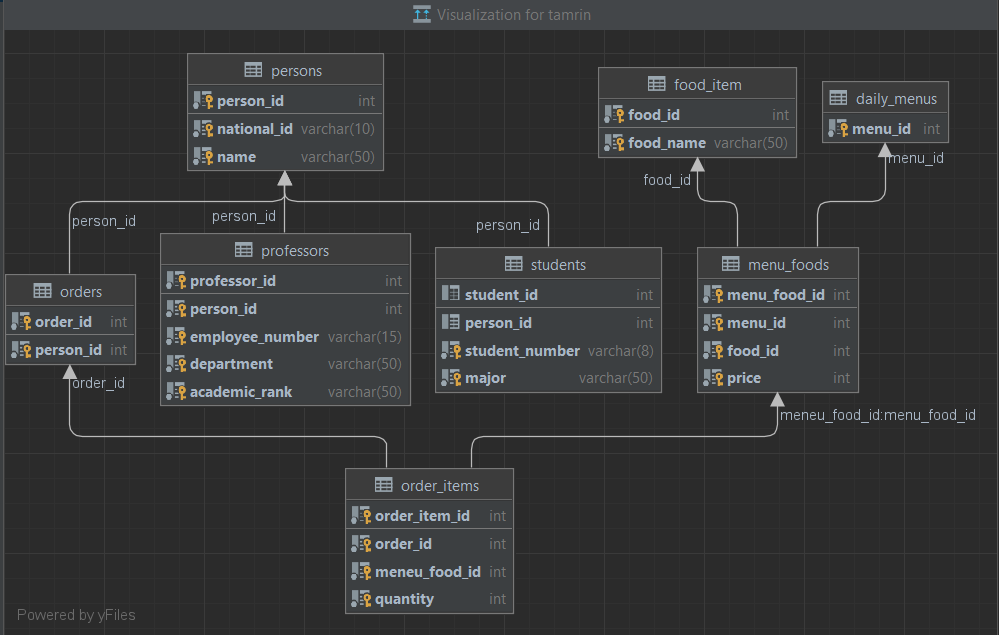 Visualization for tamrin
persons
person_id int
national_id varchar(10)
name varchar(50)
food_item
food_id int
food_name varchar(50)
daily_menus
menu_id int
person_id
person_id
person_id
food_id
menu_id
orders
order_id int
person_id int
professors
professor_id int
person_id int
employee_number varchar(15)
department varchar(50)
academic_rank varchar(50)
students
student_id int
person_id int
student_number varchar(8)
major varchar(50)
menu_foods
menu_food_id int
menu_id int
food_id int
price int
order_id
meneu_food_id:menu_food_id
order_items
order_item_id int
order_id int
meneu_food_id int
quantity int
Powered by yFiles